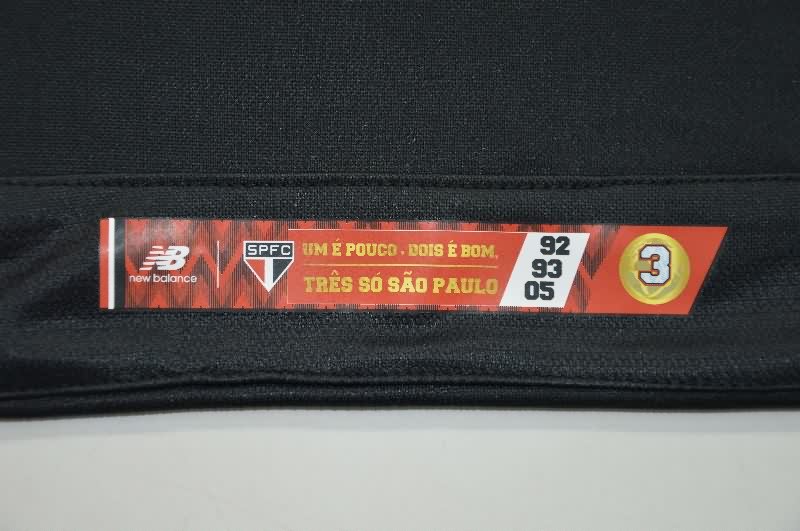 new balance
SPFC
UM É POUCO · DOIS É BOM,
TRÊS SÓ SÃO PAULO
92
93
05
3